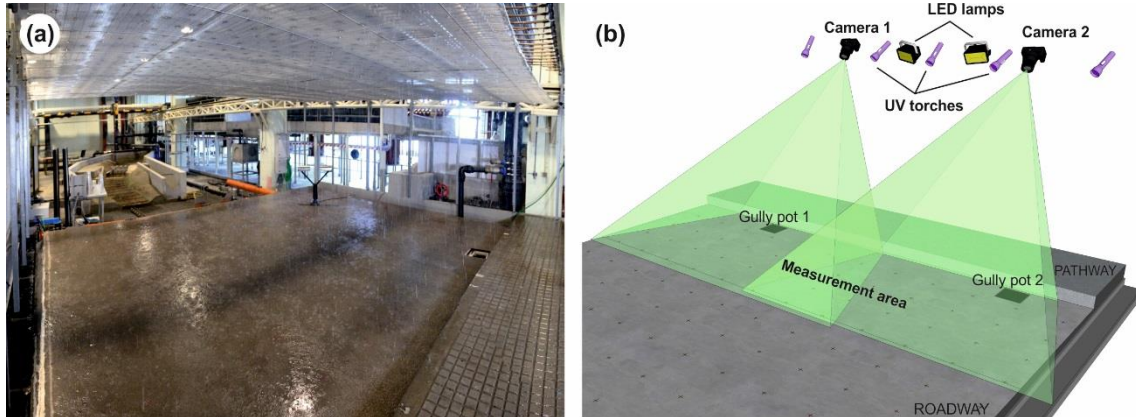 (a)
(b)
LED lamps
Camera 1
Camera 2
UV torches
Gully pot 1
PATHWAY
Gully pot 2
Measurement area
ROADWAY